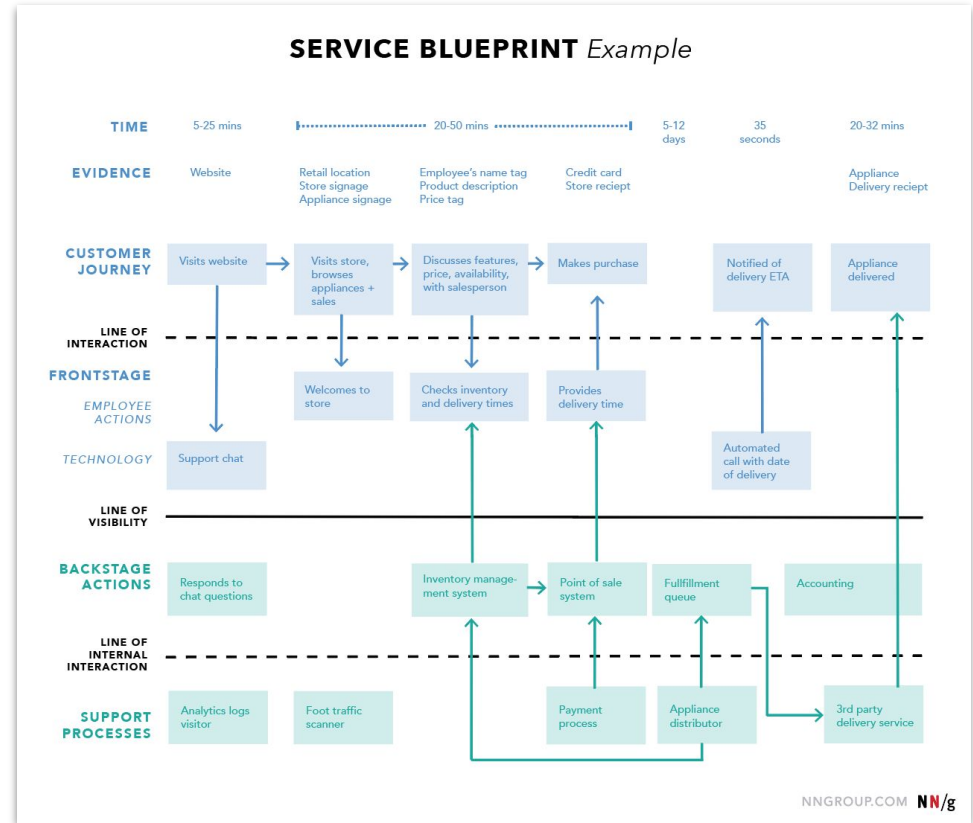 SERVICE BLUEPRINT Example
TIME
5-25 mins
20-50 mins
5-12
days
35
seconds
20-32 mins
EVIDENCE
Website
Retail location
Store signage
Appliance signage
Employee's name tag
Product description
Price tag
Credit card
Store reciept
Appliance
Delivery reciept
CUSTOMER
JOURNEY
Visits website
Visits store,
browses
appliances +
sales
Discusses features,
price, availability,
with salesperson
Makes purchase
Notified of
delivery ETA
Appliance
delivered
LINE OF
INTERACTION
FRONTSTAGE
EMPLOYEE
ACTIONS
Welcomes to
store
Checks inventory
and delivery times
Provides
delivery time
TECHNOLOGY
Support chat
Automated
call with date
of delivery
LINE OF
VISIBILITY
BACKSTAGE
ACTIONS
Responds to
chat questions
Inventory manage-
ment system
Point of sale
system
Fullfillment
queue
Accounting
LINE OF
INTERNAL
INTERACTION
SUPPORT
PROCESSES
Analytics logs
visitor
Foot traffic
scanner
Payment
process
Appliance
distributor
3rd party
delivery service
NNGROUP.COM NN/g